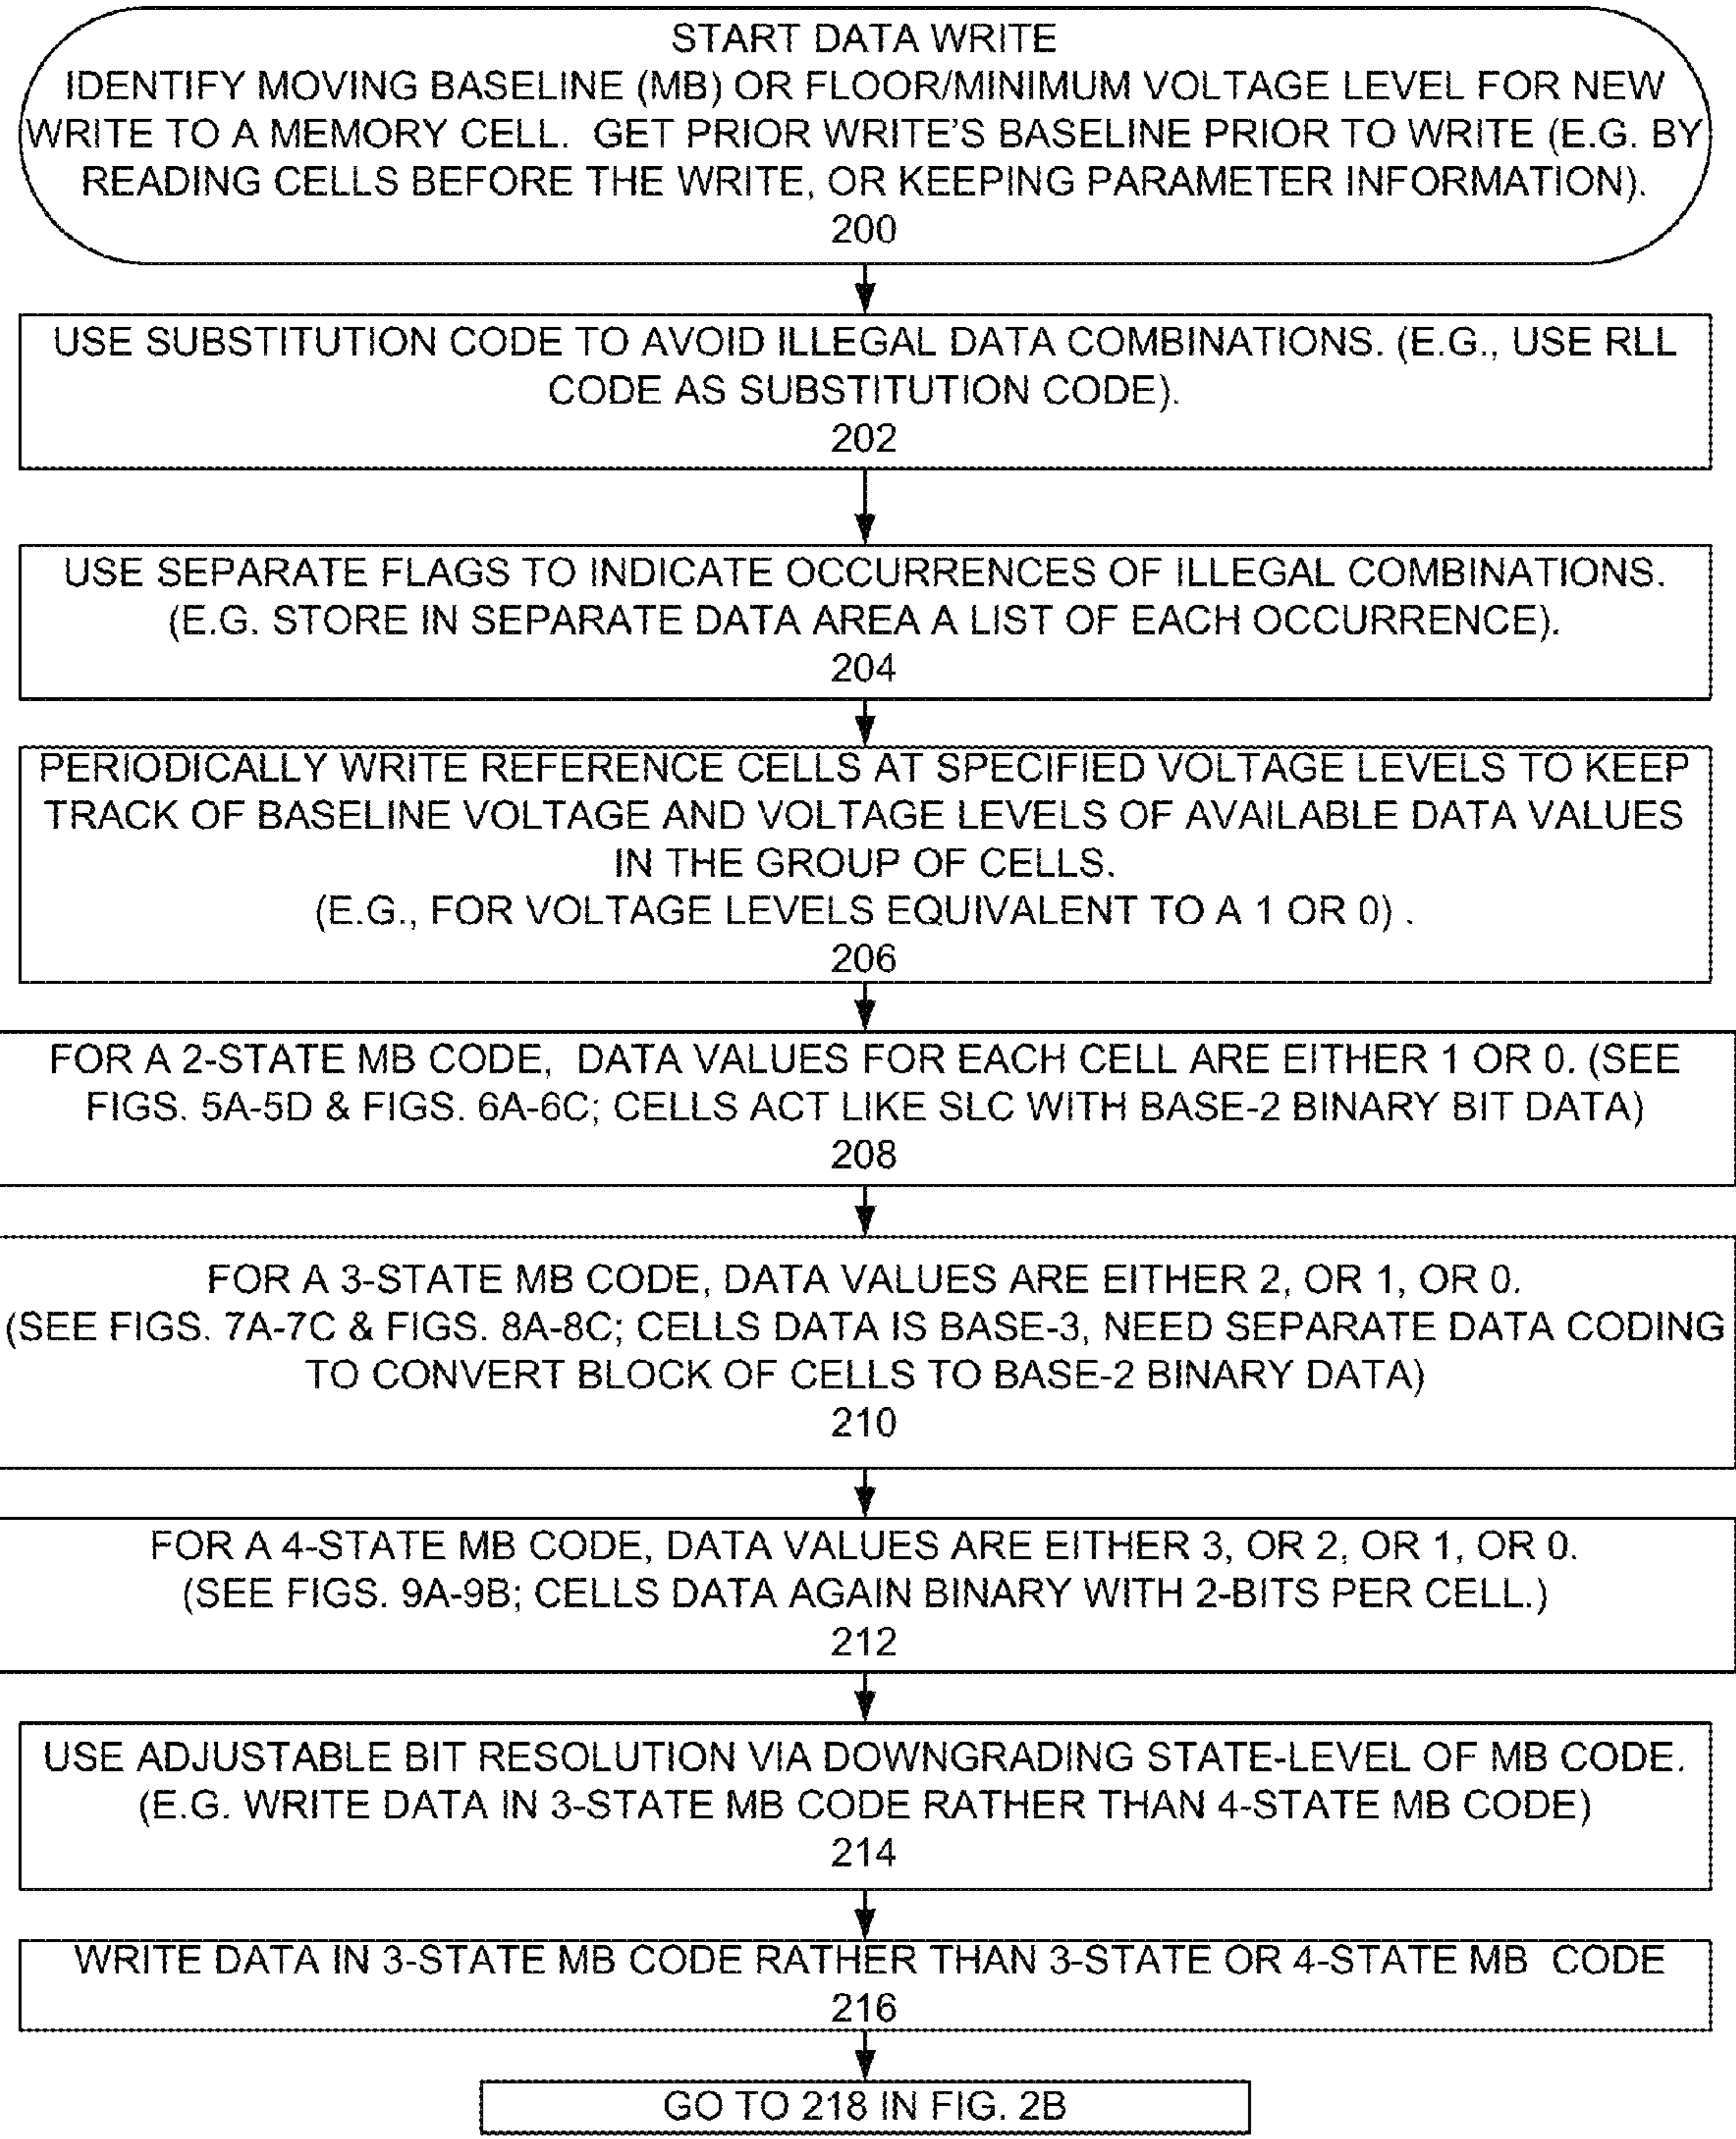 START DATA WRITE
IDENTIFY MOVING BASELINE (MB) OR FLOOR/MINIMUM VOLTAGE LEVEL FOR NEW
WRITE TO A MEMORY CELL. GET PRIOR WRITE'S BASELINE PRIOR TO WRITE (E.G. BY
READING CELLS BEFORE THE WRITE, OR KEEPING PARAMETER INFORMATION).
200
USE SUBSTITUTION CODE TO AVOID ILLEGAL DATA COMBINATIONS. (E.G., USE RLL
CODE AS SUBSTITUTION CODE).
202
USE SEPARATE FLAGS TO INDICATE OCCURRENCES OF ILLEGAL COMBINATIONS.
(E.G. STORE IN SEPARATE DATA AREA A LIST OF EACH OCCURRENCE).
204
PERIODICALLY WRITE REFERENCE CELLS AT SPECIFIED VOLTAGE LEVELS TO KEEP
TRACK OF BASELINE VOLTAGE AND VOLTAGE LEVELS OF AVAILABLE DATA VALUES
IN THE GROUP OF CELLS.
(E.G., FOR VOLTAGE LEVELS EQUIVALENT TO A 1 OR 0) .
206
FOR A 2-STATE MB CODE, DATA VALUES FOR EACH CELL ARE EITHER 1 OR 0. (SEE
FIGS. 5A-5D & FIGS. 6A-6C; CELLS ACT LIKE SLC WITH BASE-2 BINARY BIT DATA)
208
FOR A 3-STATE MB CODE, DATA VALUES ARE EITHER 2, OR 1, OR 0.
(SEE FIGS. 7A-7C & FIGS. 8A-8C; CELLS DATA IS BASE-3, NEED SEPARATE DATA CODING
TO CONVERT BLOCK OF CELLS TO BASE-2 BINARY DATA)
210
FOR A 4-STATE MB CODE, DATA VALUES ARE EITHER 3, OR 2, OR 1, OR 0.
(SEE FIGS. 9A-9B; CELLS DATA AGAIN BINARY WITH 2-BITS PER CELL.)
212
USE ADJUSTABLE BIT RESOLUTION VIA DOWNGRADING STATE-LEVEL OF MB CODE.
(E.G. WRITE DATA IN 3-STATE MB CODE RATHER THAN 4-STATE MB CODE)
214
WRITE DATA IN 3-STATE MB CODE RATHER THAN 3-STATE OR 4-STATE MB CODE
216
GO TO 218 IN FIG. 2B